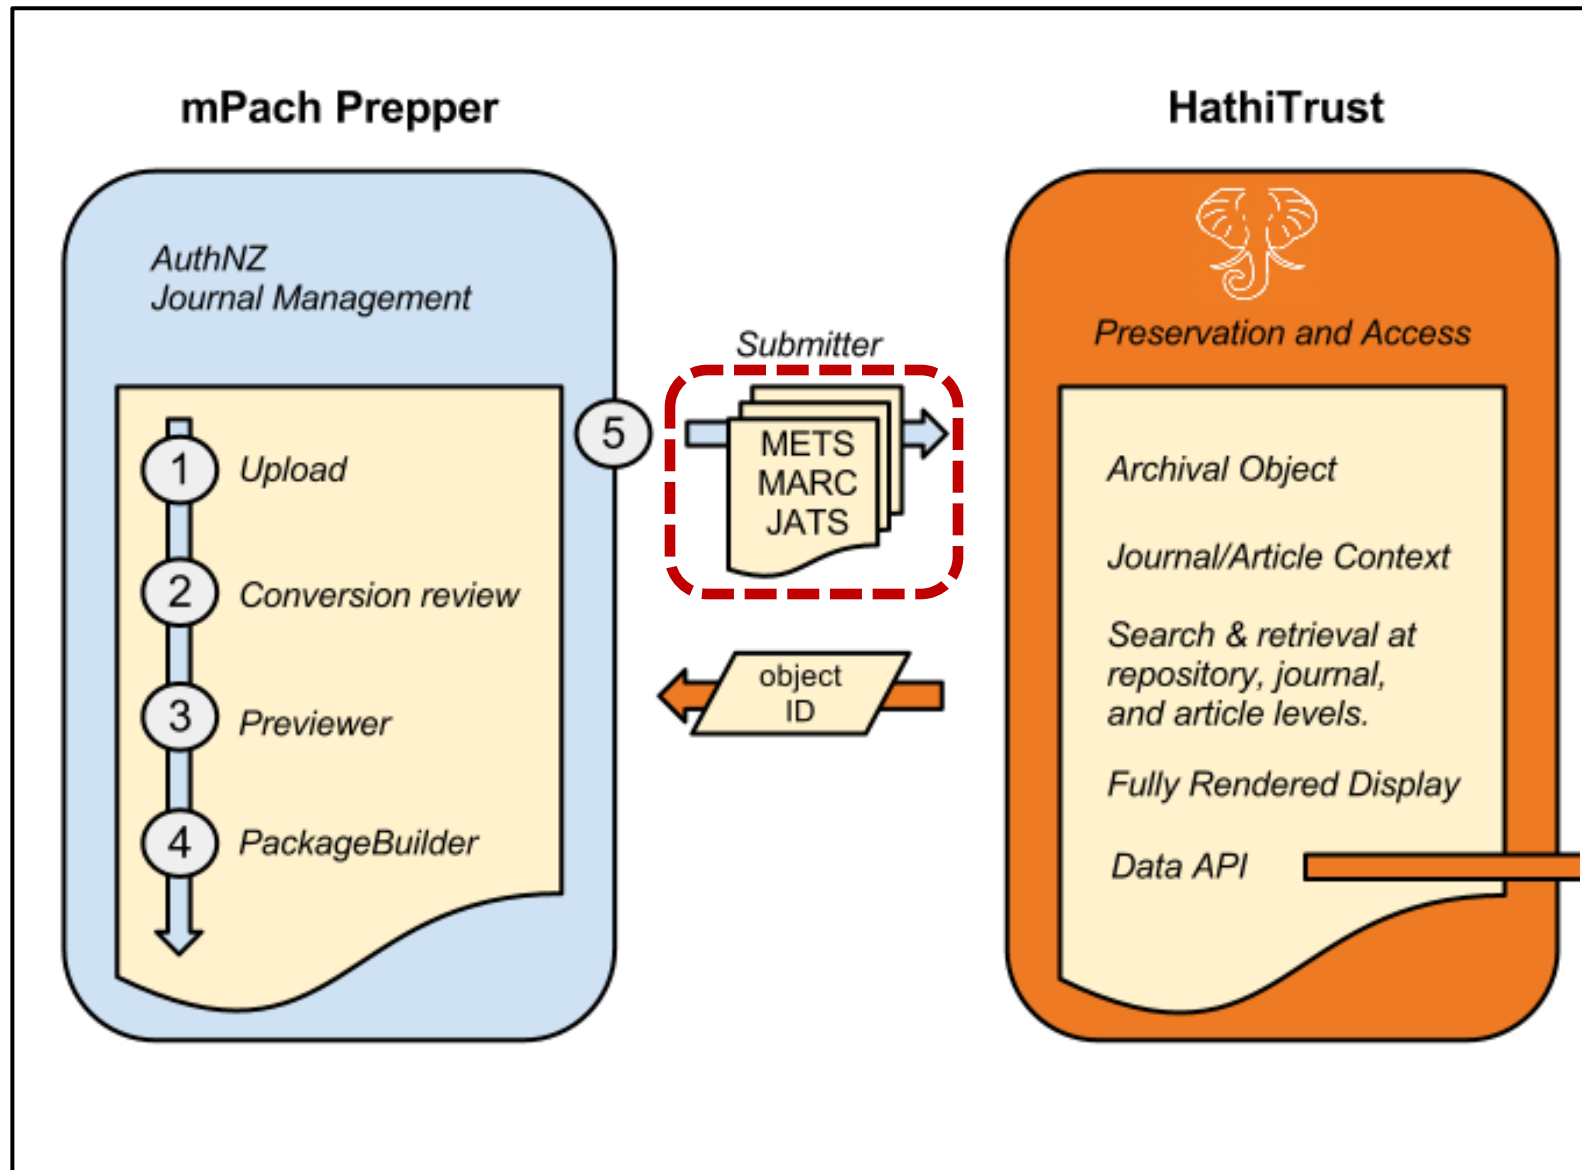 mPach Prepper
AuthNZ
Journal Management
1
Upload
2
Conversion review
3
Previewer
4
PackageBuilder
5
Submitter
METS
MARC
JATS
object
ID
HathiTrust
Preservation and Access
Archival Object
Journal/Article Context
Search & retrieval at
repository, journal,
and article levels.
Fully Rendered Display
Data API